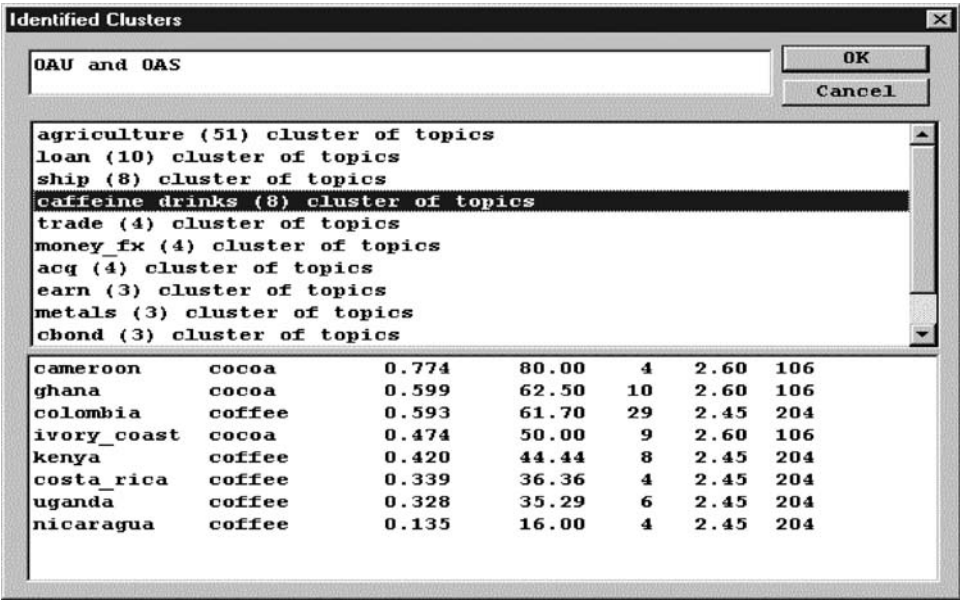 Identified Clusters
OAU and OAS
OK
Cancel
agriculture (51) cluster of topics
loan (10) cluster of topics
ship (8) cluster of topics
caffeine drinks (8) cluster of topics
trade (4) cluster of topics
money_fx (4) cluster of topics
acq (4) cluster of topics
earn (3) cluster of topics
metals (3) cluster of topics
cbond (3) cluster of topics
cameroon cocoa 0.774 80.00 4 2.60 106
ghana cocoa 0.599 62.50 10 2.60 106
colombia coffee 0.593 61.70 29 2.45 204
ivory_coast cocoa 0.474 50.00 9 2.60 106
kenya coffee 0.420 44.44 8 2.45 204
costa_rica coffee 0.339 36.36 4 2.45 204
uganda coffee 0.328 35.29 6 2.45 204
nicaragua coffee 0.135 16.00 4 2.45 204